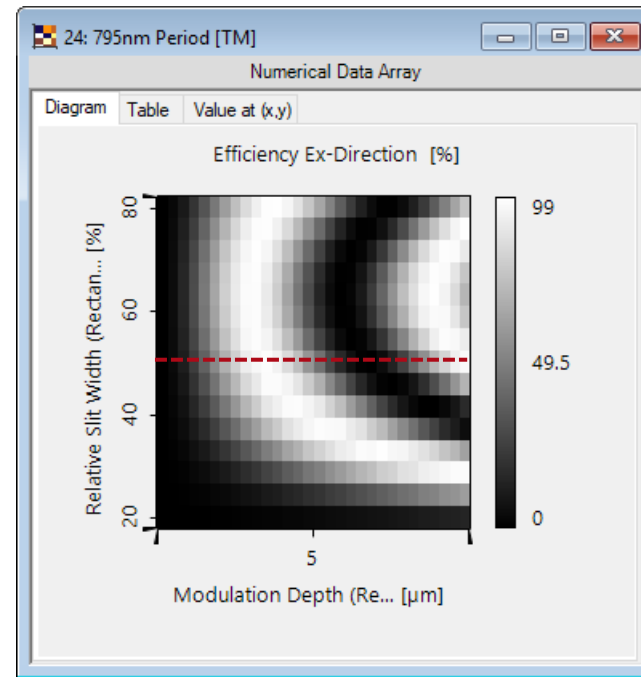 24: 795nm Period [TM]
Numerical Data Array
Diagram Table Value at (x,y)
Efficiency Ex-Direction [%]
Relative Slit Width (Rectan... [%]
80
60
40
20
99
49.5
0
5
Modulation Depth (Re... [µm]